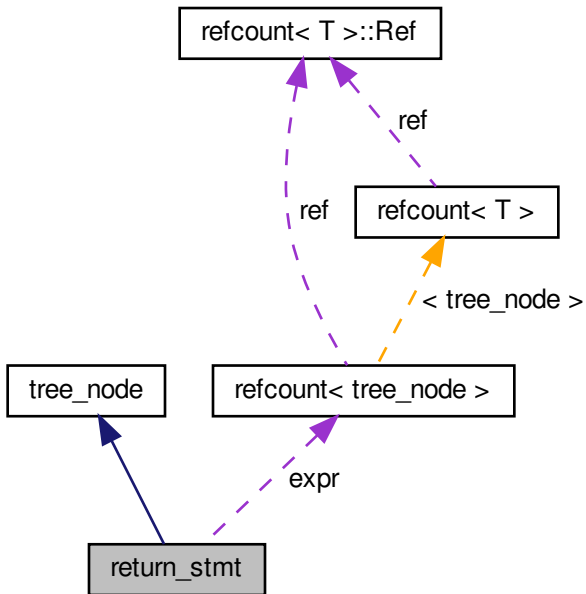 refcount< T >::Ref
ref
refcount< T >
ref
< tree_node >
tree_node
refcount< tree_node >
expr
return_stmt